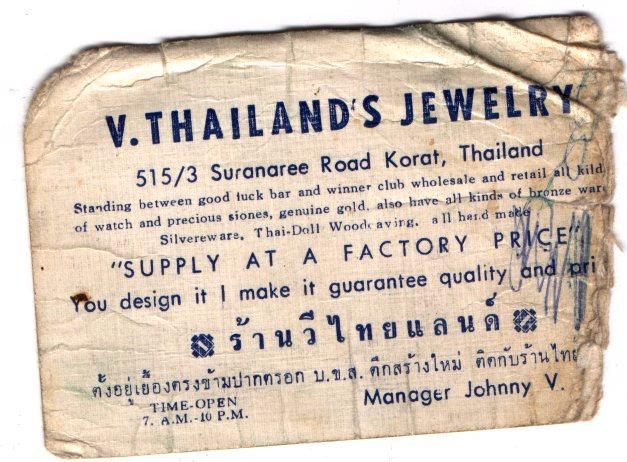 V. THAILAND'S JEWELRY
515/3 Suranaree Road Korat, Thailand
Standing between good luck bar and winner club wholesale and retail all kild
of watch and precious siones, genuine gold. also have all kinds of bronze ware
Silvereware, Thai-Doll Woodcaving. all hard made
"SUPPLY AT A FACTORY PRICE"
You design it I make it guarantee quality and pri
ร้านวีไทยแลนด์
ตั้งอยู่เยื้องตรงข้ามปากตรอก บ.ข.ส. ตึกสร้างใหม่ ติดกับร้านไทย
TIME-OPEN
7. A.M.-10 P.M.
Manager Johnny V.